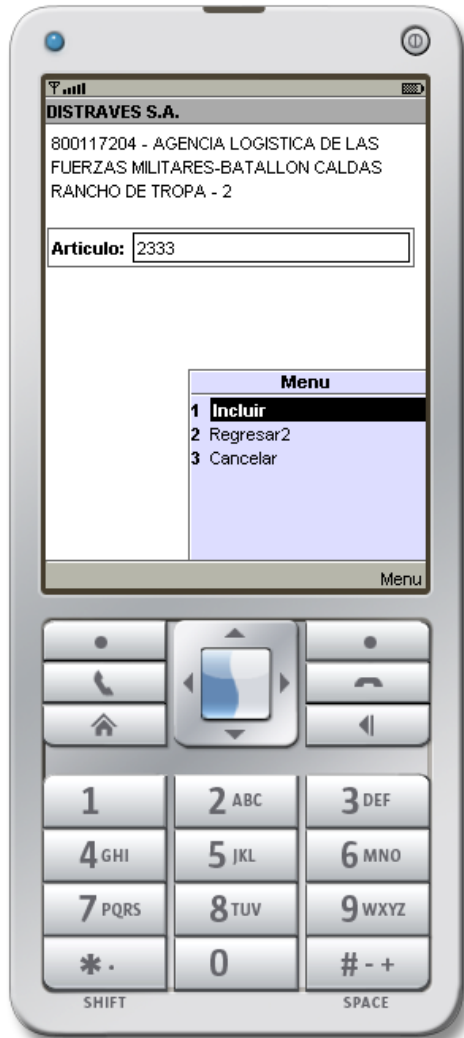 DISTRAVES S.A.
800117204 - AGENCIA LOGISTICA DE LAS
FUERZAS MILITARES-BATALLON CALDAS
RANCHO DE TROPA - 2
Articulo: 2333
Menu
1 Incluir
2 Regresar2
3 Cancelar
Menu
1
2 ABC
3 DEF
4 GHI
5 JKL
6 MNO
7 PQRS
8 TUV
9 WXYZ
* .
0
# - +
SHIFT
SPACE